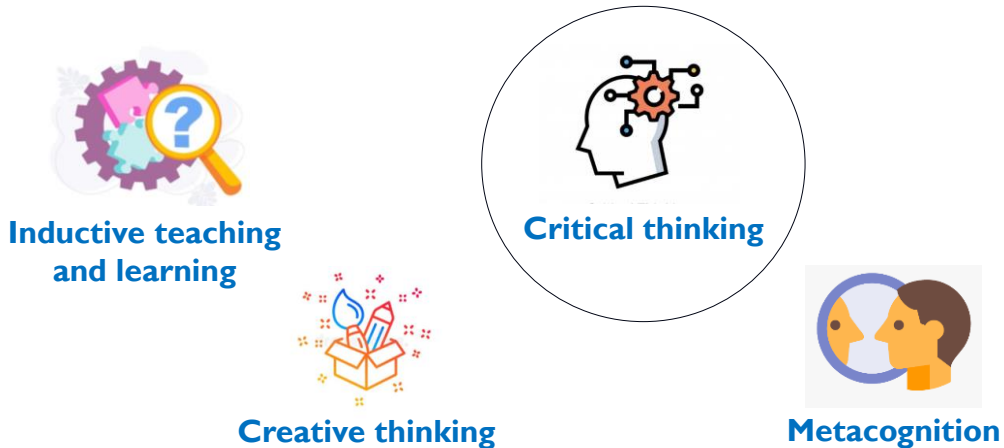 Inductive teaching
and learning
Critical thinking
Creative thinking
Metacognition
?